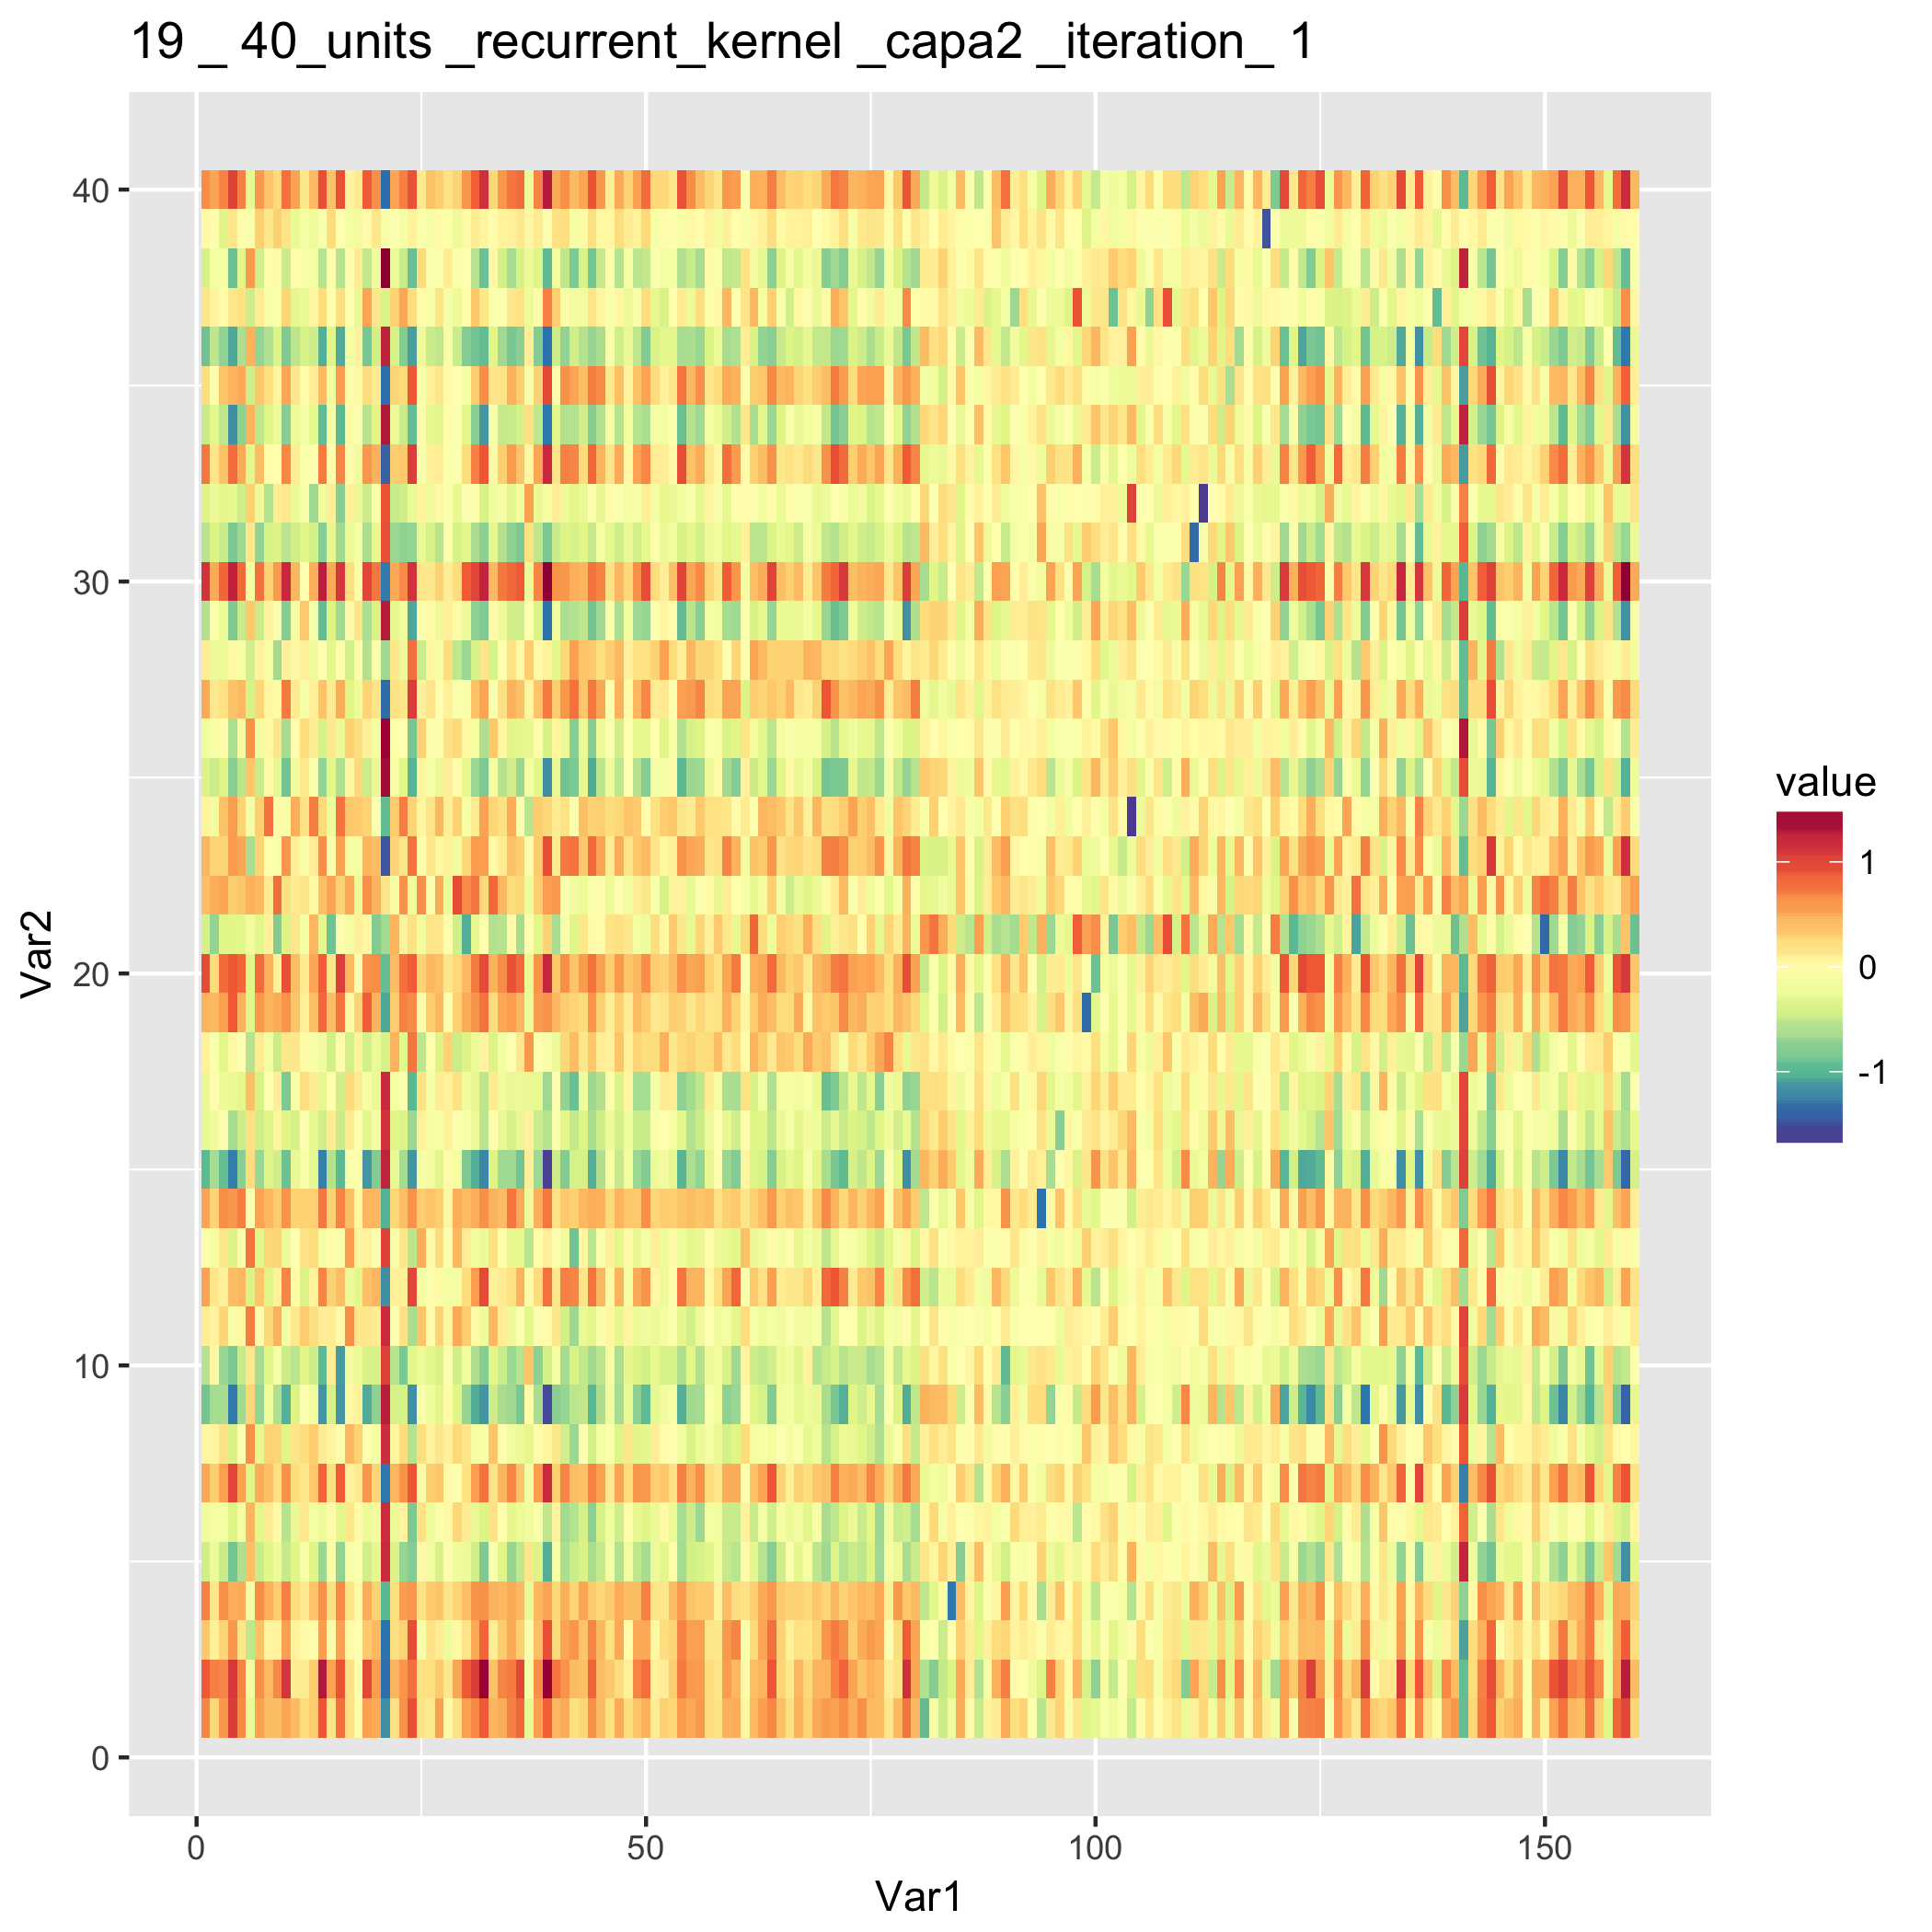 19 _ 40_units _recurrent_kernel _capa2 _iteration_ 1
40
30
20
10
0
Var2
0 50 100 150
Var1
value
1
0
-1